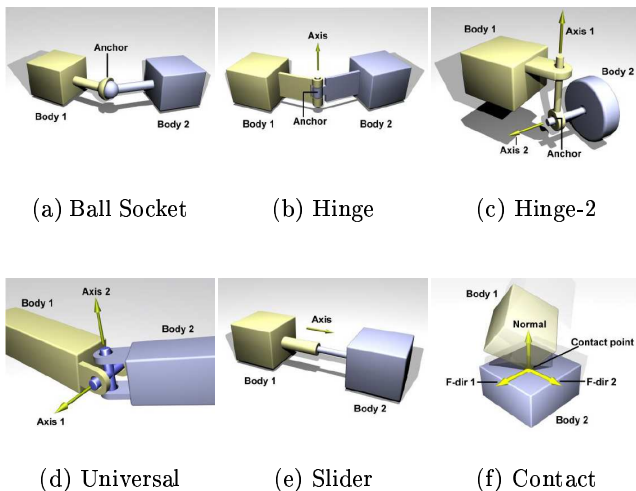 Anchor
Body 1
Body 2
Axis
Anchor
Body 1
Body 2
Body 1
Axis 1
Body 2
Axis 2
Anchor
(a) Ball Socket
(b) Hinge
(c) Hinge-2
Axis 2
Body 1
Body 2
Axis 1
Axis
Body 1
Body 2
Body 1
Normal
Contact point
F-dir 1
F-dir 2
Body 2
(d) Universal
(e) Slider
(f) Contact